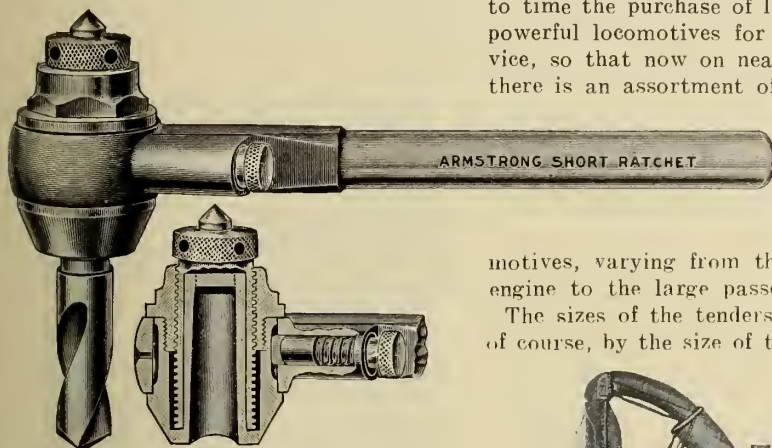 to time the purchase of l
powerful locomotives for
vice, so that now on nea
there is an assortment of
ARMSTRONG SHORT RATCHET
motives, varying from th
engine to the large passe
The sizes of the tenders
of course, by the size of t